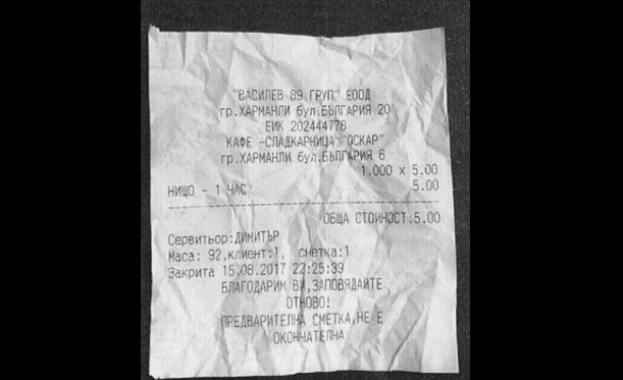 "ВАСИЛЕВ 89 ГРУП" ЕООД
гр.ХАРМАНЛИ бул.БЪЛГАРИЯ 20
ЕИК 202444778
КАФЕ -СЛАДКАРНИЦА "ОСКАР"
гр.ХАРМАНЛИ бул.БЪЛГАРИЯ 6
1.000 x 5.00
НИЩО - 1 ЧАС 5.00
ОБЩА СТОЙНОСТ:5.00
Сервитьор:ДИМИТЪР
Маса: 92,клиент:1, сметка:1
Закрита 15.08.2017 22:25:39
БЛАГОДАРИМ ВИ,ЗАПОВЯДАЙТЕ
ОТНОВО!
ПРЕДВАРИТЕЛНА СМЕТКА,НЕ Е
ОКОНЧАТЕЛНА